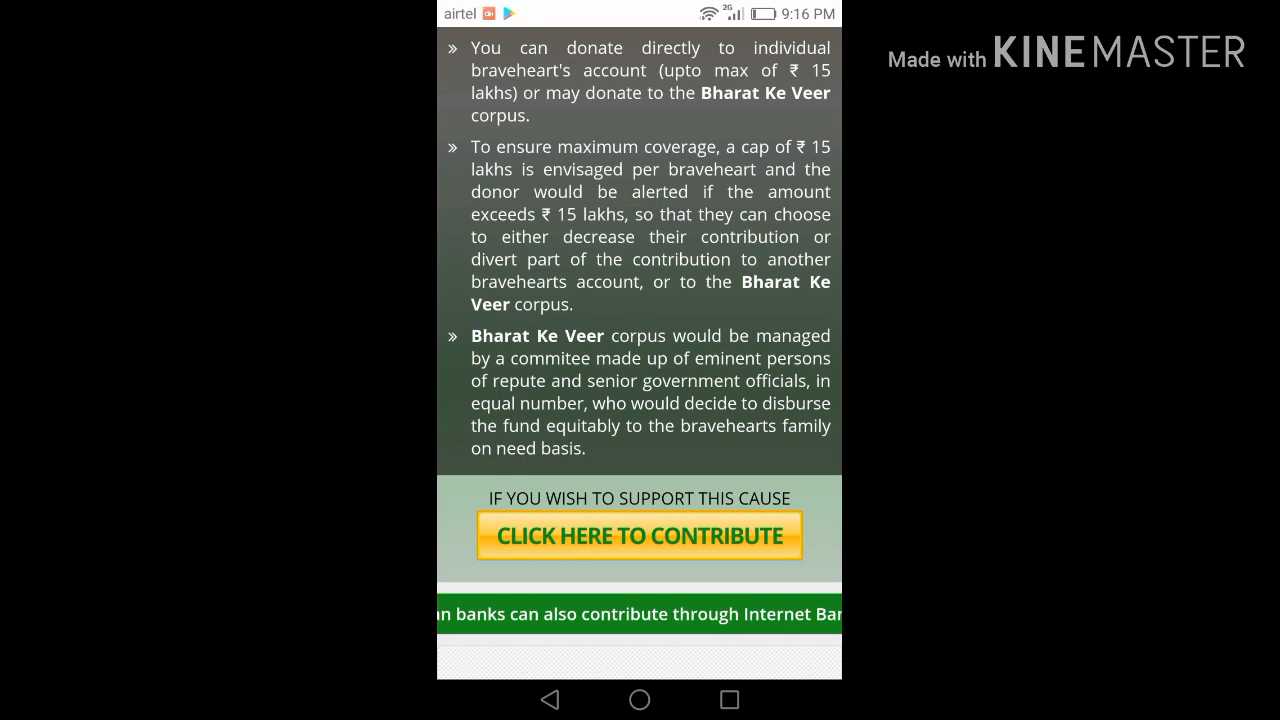 airtel
2G
9:16 PM
Made with KINEMASTER
» You can donate directly to individual
braveheart's account (upto max of ₹ 15
lakhs) or may donate to the Bharat Ke Veer
corpus.
» To ensure maximum coverage, a cap of ₹ 15
lakhs is envisaged per braveheart and the
donor would be alerted if the amount
exceeds ₹ 15 lakhs, so that they can choose
to either decrease their contribution or
divert part of the contribution to another
bravehearts account, or to the Bharat Ke
Veer corpus.
» Bharat Ke Veer corpus would be managed
by a commitee made up of eminent persons
of repute and senior government officials, in
equal number, who would decide to disburse
the fund equitably to the bravehearts family
on need basis.
IF YOU WISH TO SUPPORT THIS CAUSE
CLICK HERE TO CONTRIBUTE
an banks can also contribute through Internet Ban